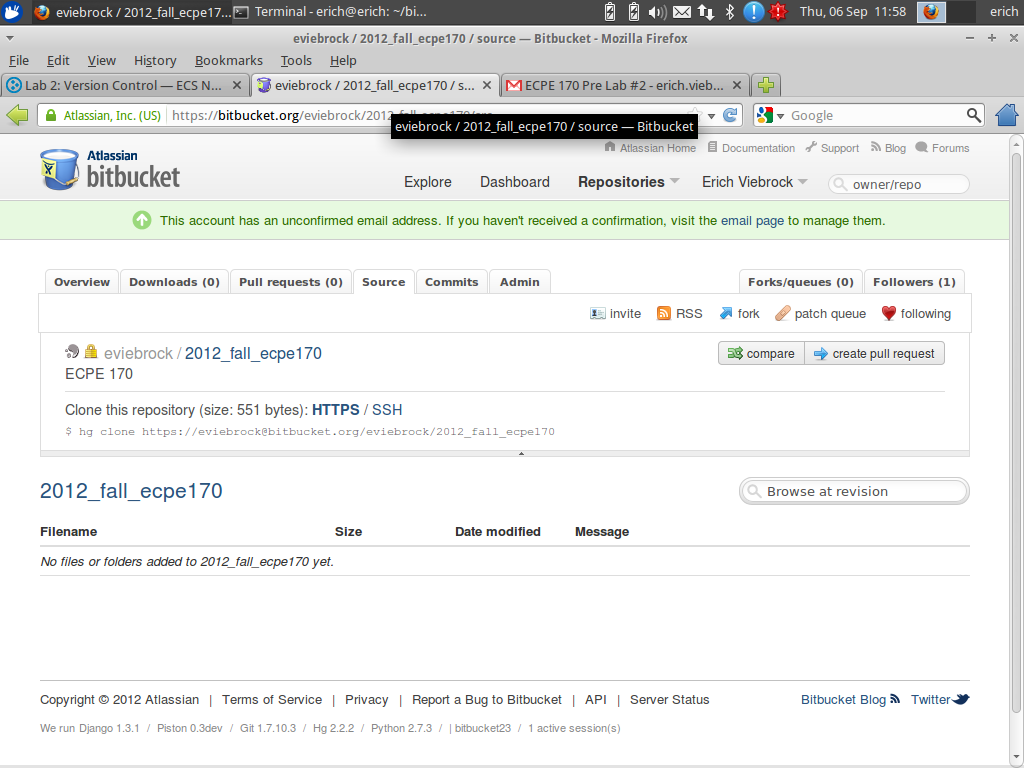 eviebrock / 2012_fall_ecpe17... Terminal - erich@erich: ~/bi... Thu, 06 Sep 11:58 erich
eviebrock / 2012_fall_ecpe170 / source — Bitbucket - Mozilla Firefox
File Edit View History Bookmarks Tools Help
Lab 2: Version Control — ECS N... eviebrock / 2012_fall_ecpe170 / s... ECPE 170 Pre Lab #2 - erich.vieb...
Atlassian, Inc. (US) https://bitbucket.org/eviebrock/2012_fall_ecpe170/src Google
eviebrock / 2012_fall_ecpe170 / source — Bitbucket
Atlassian Home Documentation Support Blog Forums
Atlassian
bitbucket
Explore Dashboard Repositories Erich Viebrock owner/repo
This account has an unconfirmed email address. If you haven't received a confirmation, visit the email page to manage them.
Overview Downloads (0) Pull requests (0) Source Commits Admin Forks/queues (0) Followers (1)
invite RSS fork patch queue following
eviebrock / 2012_fall_ecpe170 compare create pull request
ECPE 170
Clone this repository (size: 551 bytes): HTTPS / SSH
$ hg clone https://eviebrock@bitbucket.org/eviebrock/2012_fall_ecpe170
2012_fall_ecpe170 Browse at revision
Filename Size Date modified Message
No files or folders added to 2012_fall_ecpe170 yet.
Copyright © 2012 Atlassian | Terms of Service | Privacy | Report a Bug to Bitbucket | API | Server Status Bitbucket Blog Twitter
We run Django 1.3.1 / Piston 0.3dev / Git 1.7.10.3 / Hg 2.2.2 / Python 2.7.3 / | bitbucket23 / 1 active session(s)